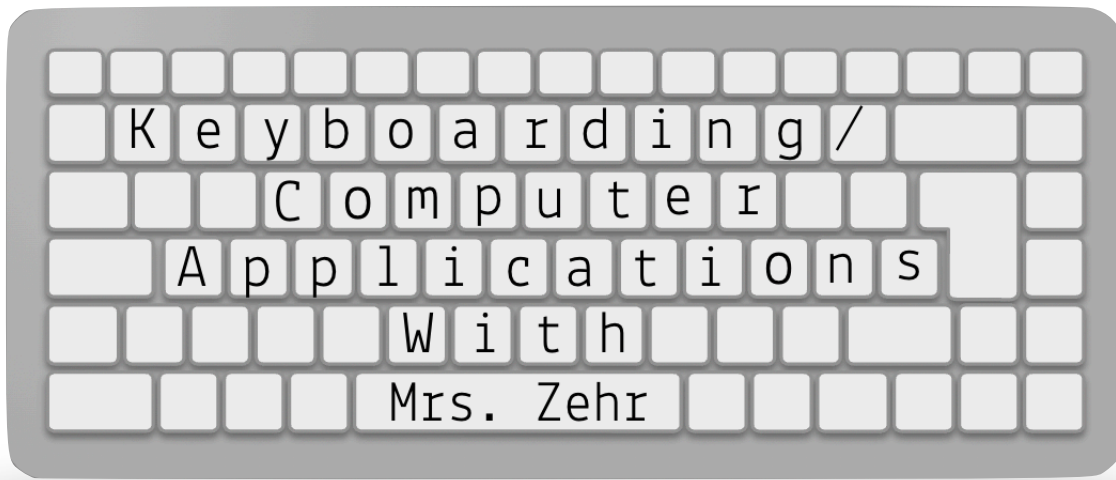 Keyboarding/
Computer
Applications
With
Mrs. Zehr